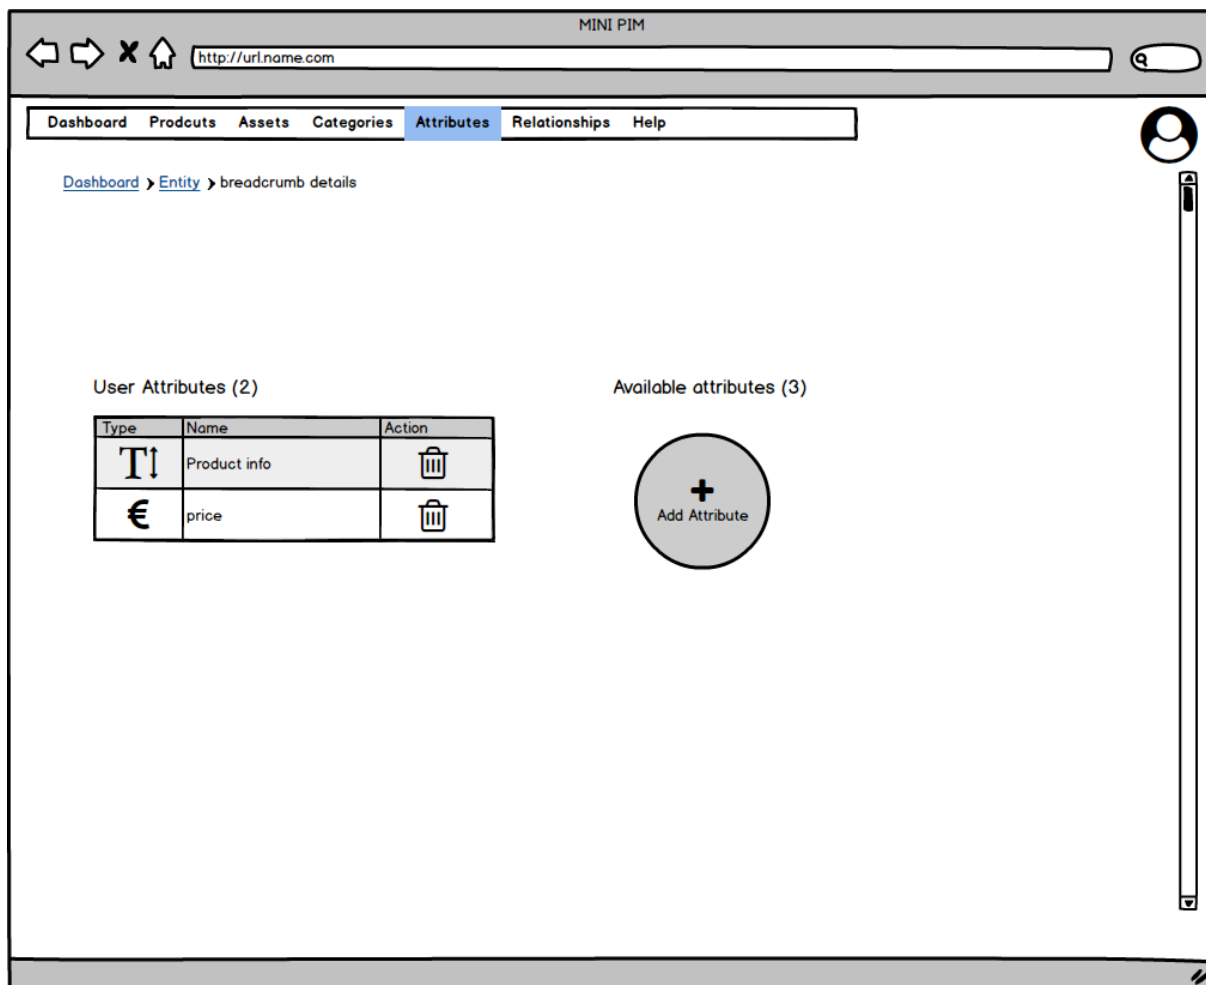 MINI PIM
http://url.name.com
Dashboard Prodcuts Assets Categories Attributes Relationships Help
Dashboard > Entity > breadcrumb details
User Attributes (2)
Available attributes (3)
Type Name Action
T Product info
€ price
+
Add Attribute